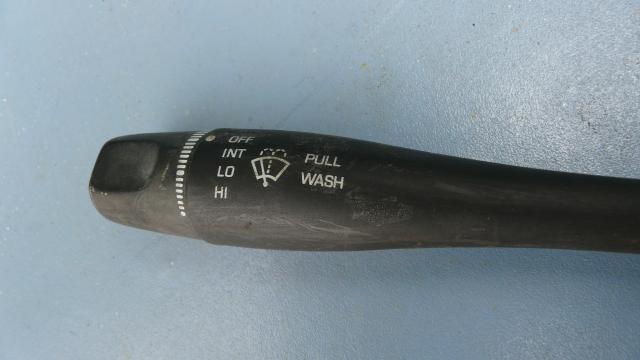 OFF
INT
LO
HI
PULL
WASH